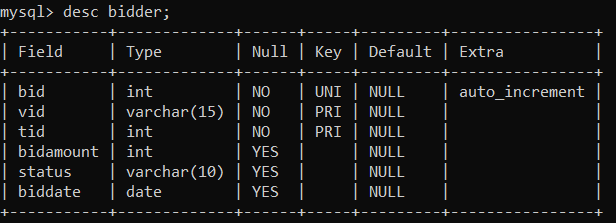 mysql> desc bidder;
+-----------+-------------+------+-----+---------+----------------+
| Field     | Type        | Null | Key | Default | Extra          |
+-----------+-------------+------+-----+---------+----------------+
| bid       | int         | NO   | UNI | NULL    | auto_increment |
| vid       | varchar(15) | NO   | PRI | NULL    |                |
| tid       | int         | NO   | PRI | NULL    |                |
| bidamount | int         | YES  |     | NULL    |                |
| status    | varchar(10) | YES  |     | NULL    |                |
| biddate   | date        | YES  |     | NULL    |                |
+-----------+-------------+------+-----+---------+----------------+